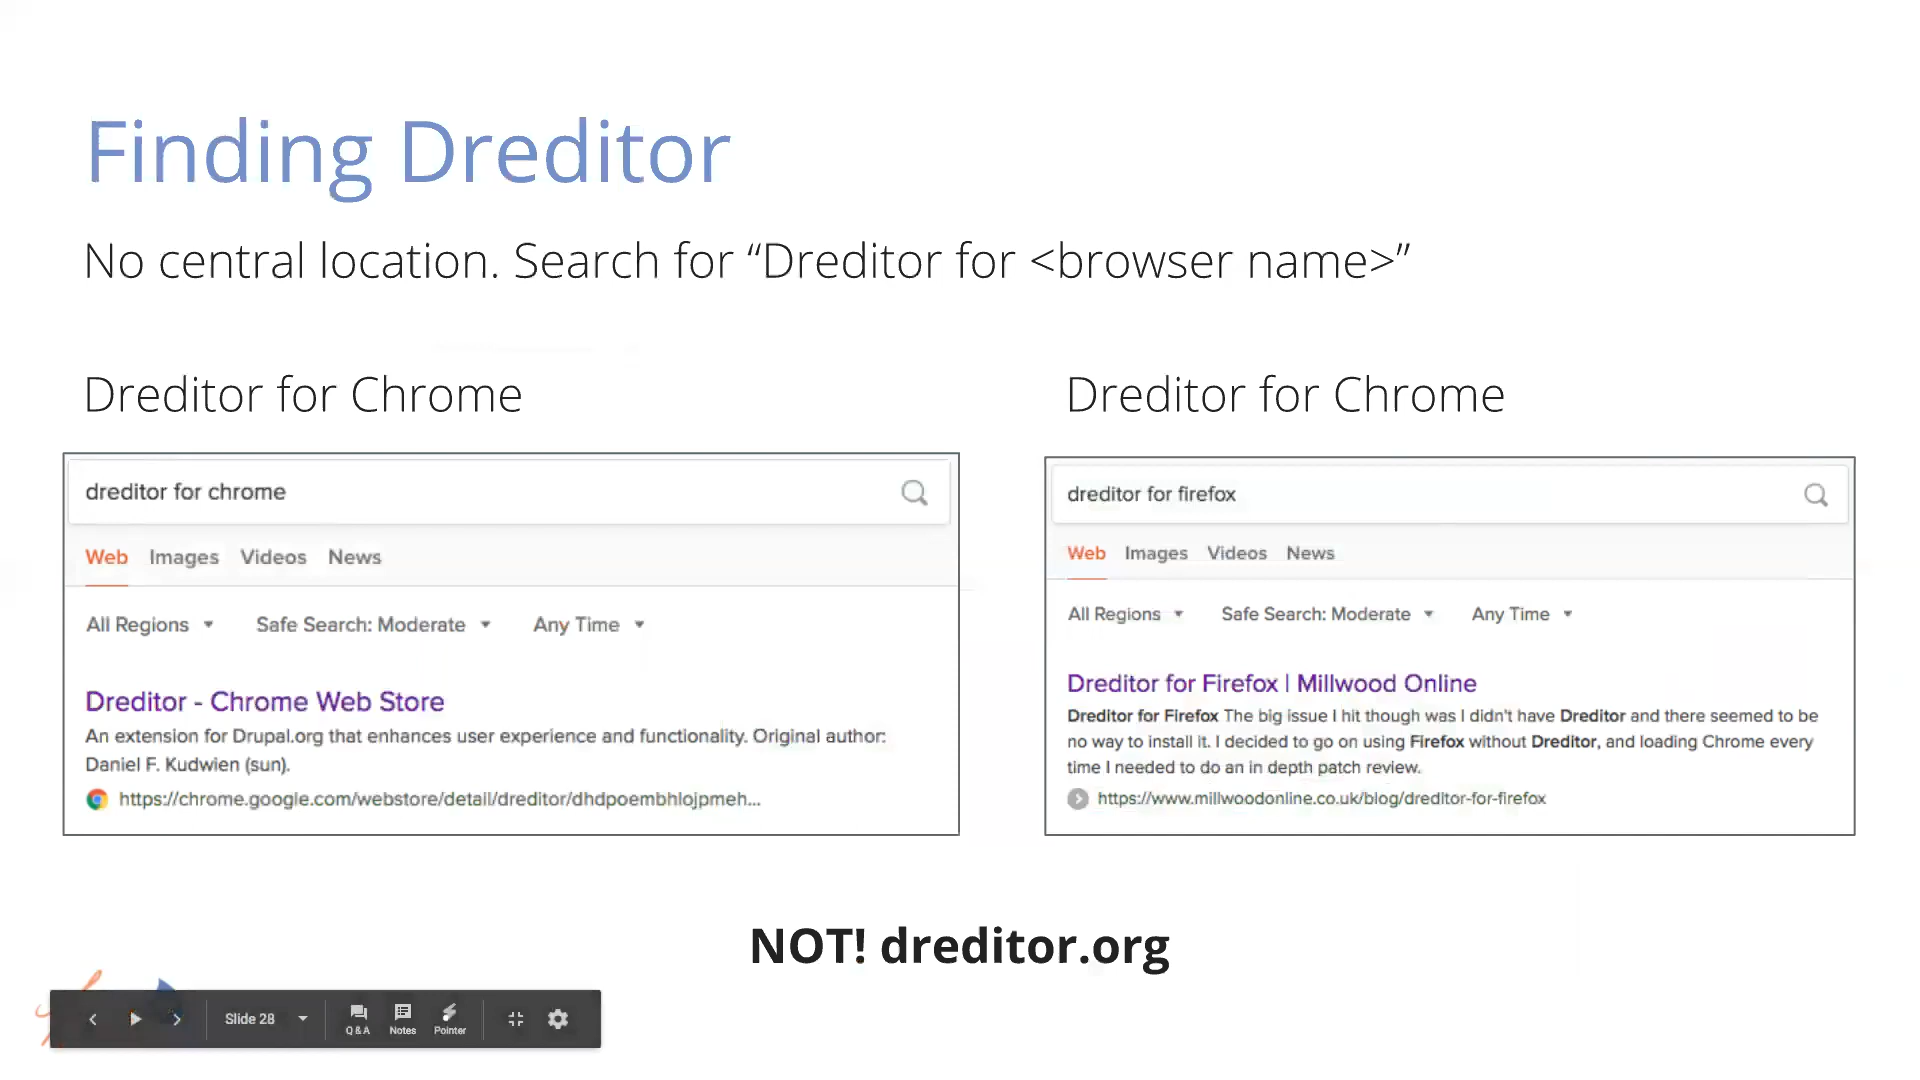 Finding Dreditor
No central location. Search for “Dreditor for <browser name>”
Dreditor for Chrome
dreditor for chrome
Web Images Videos News
All Regions Safe Search: Moderate Any Time
Dreditor - Chrome Web Store
An extension for Drupal.org that enhances user experience and functionality. Original author:
Daniel F. Kudwien (sun).
https://chrome.google.com/webstore/detail/dreditor/dhdpoembhlojpmeh...
Dreditor for Chrome
dreditor for firefox
Web Images Videos News
All Regions Safe Search: Moderate Any Time
Dreditor for Firefox | Millwood Online
Dreditor for Firefox The big issue I hit though was I didn't have Dreditor and there seemed to be
no way to install it. I decided to go on using Firefox without Dreditor, and loading Chrome every
time I needed to do an in depth patch review.
https://www.millwoodonline.co.uk/blog/dreditor-for-firefox
NOT! dreditor.org
Slide 28
Q & A Notes Pointer